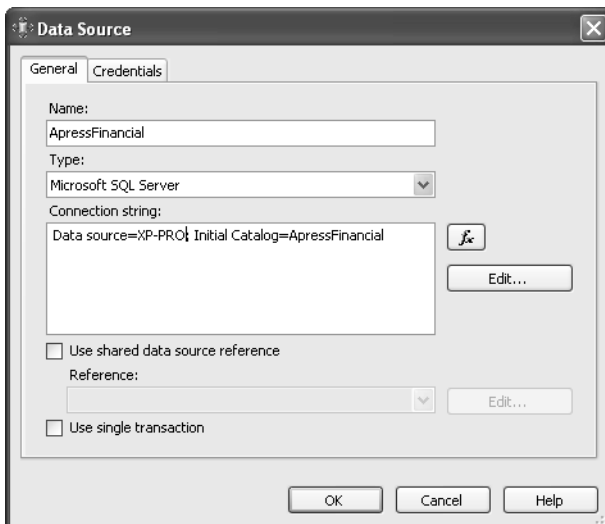 Data Source
General Credentials
Name:
ApressFinancial
Type:
Microsoft SQL Server
Connection string:
Data source=XP-PRO; Initial Catalog=ApressFinancial
fx
Edit...
Use shared data source reference
Reference:
Edit...
Use single transaction
OK Cancel Help